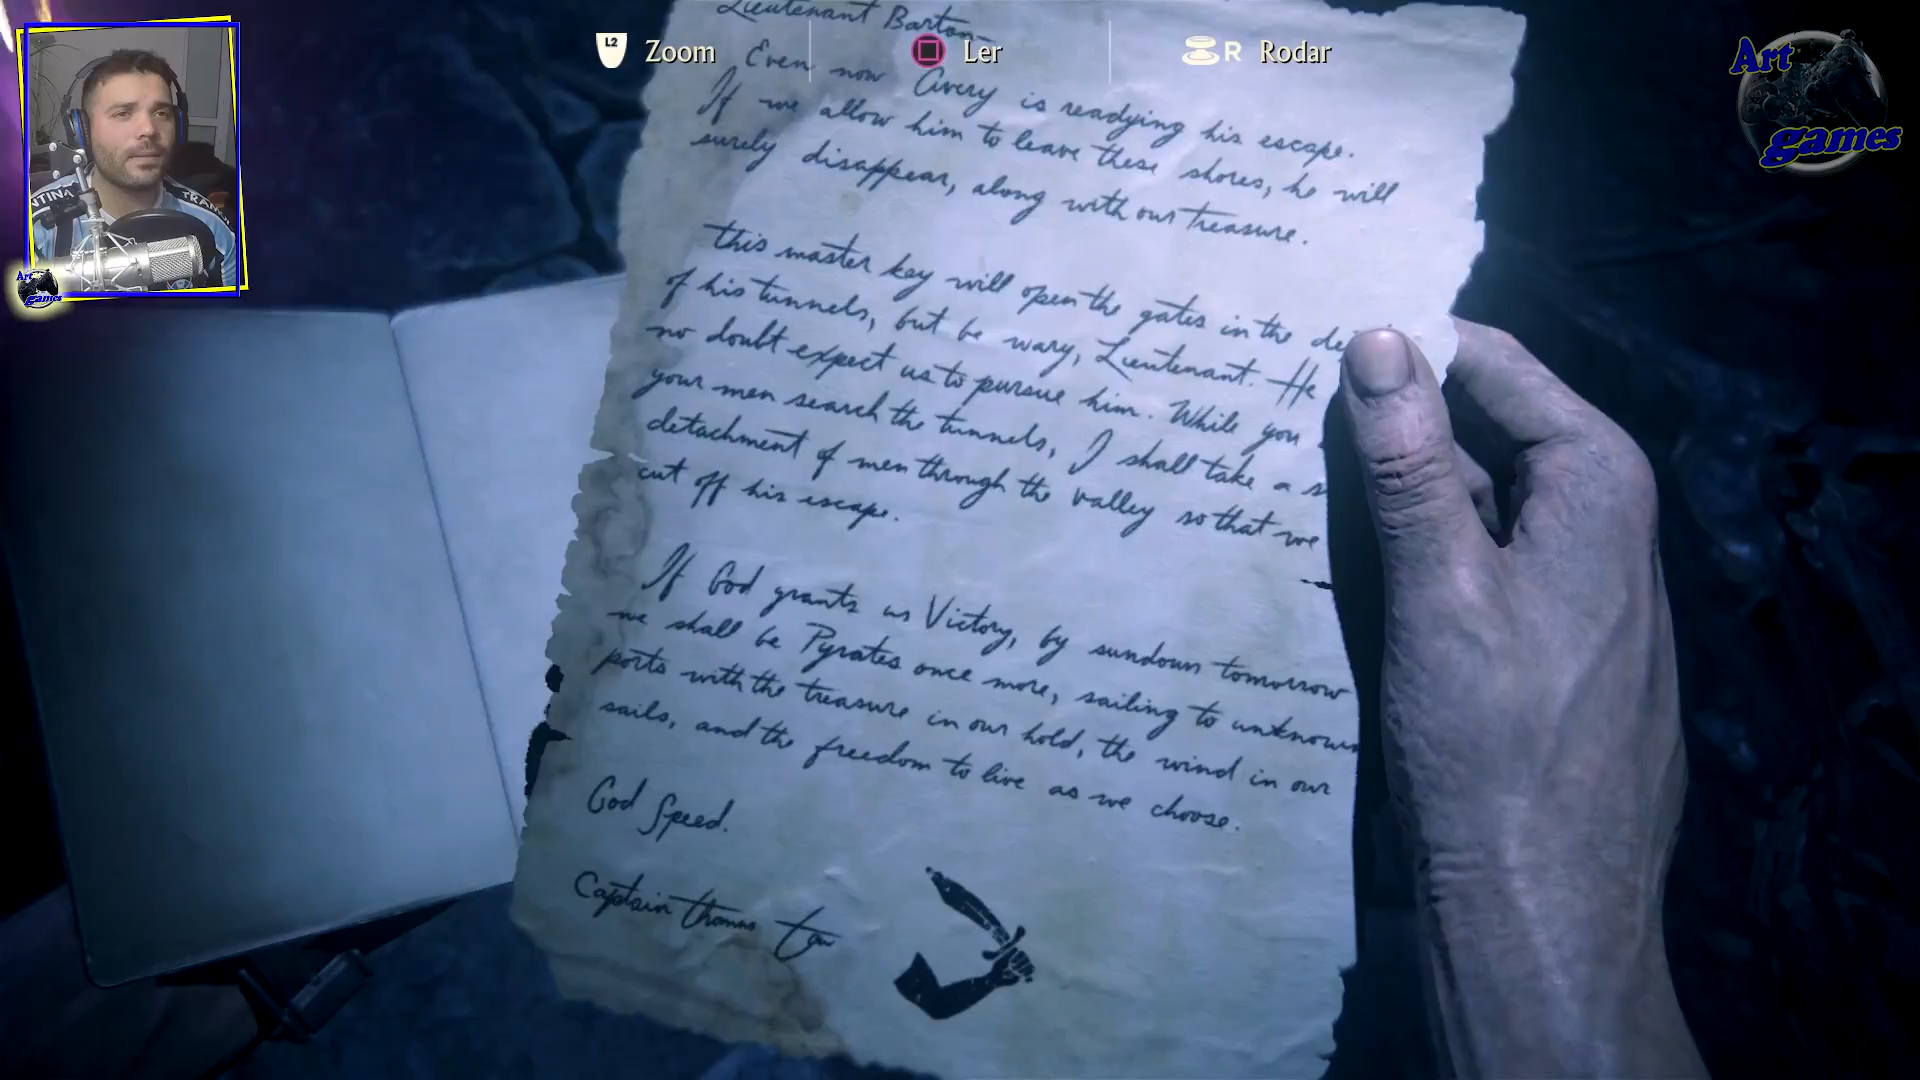 Lieutenant Barton-
L2 Zoom
Ler
R Rodar
Art
games
Even now Avery is readying his escape.
If we allow him to leave these shores, he will
surely disappear, along with our treasure.
this master key will open the gates in the de
of his tunnels, but be wary, Lieutenant. He
no doubt expect us to pursue him. While you
your men search the tunnels, I shall take a s
detachment of men through the valley so that we
cut off his escape.
If God grants us Victory, by sundown tomorrow
we shall be Pyrates once more, sailing to unknown
ports with the treasure in our hold, the wind in our
sails, and the freedom to live as we choose.
God Speed.
Captain Thomas Tew
NTINA
TRAMO
Art
games